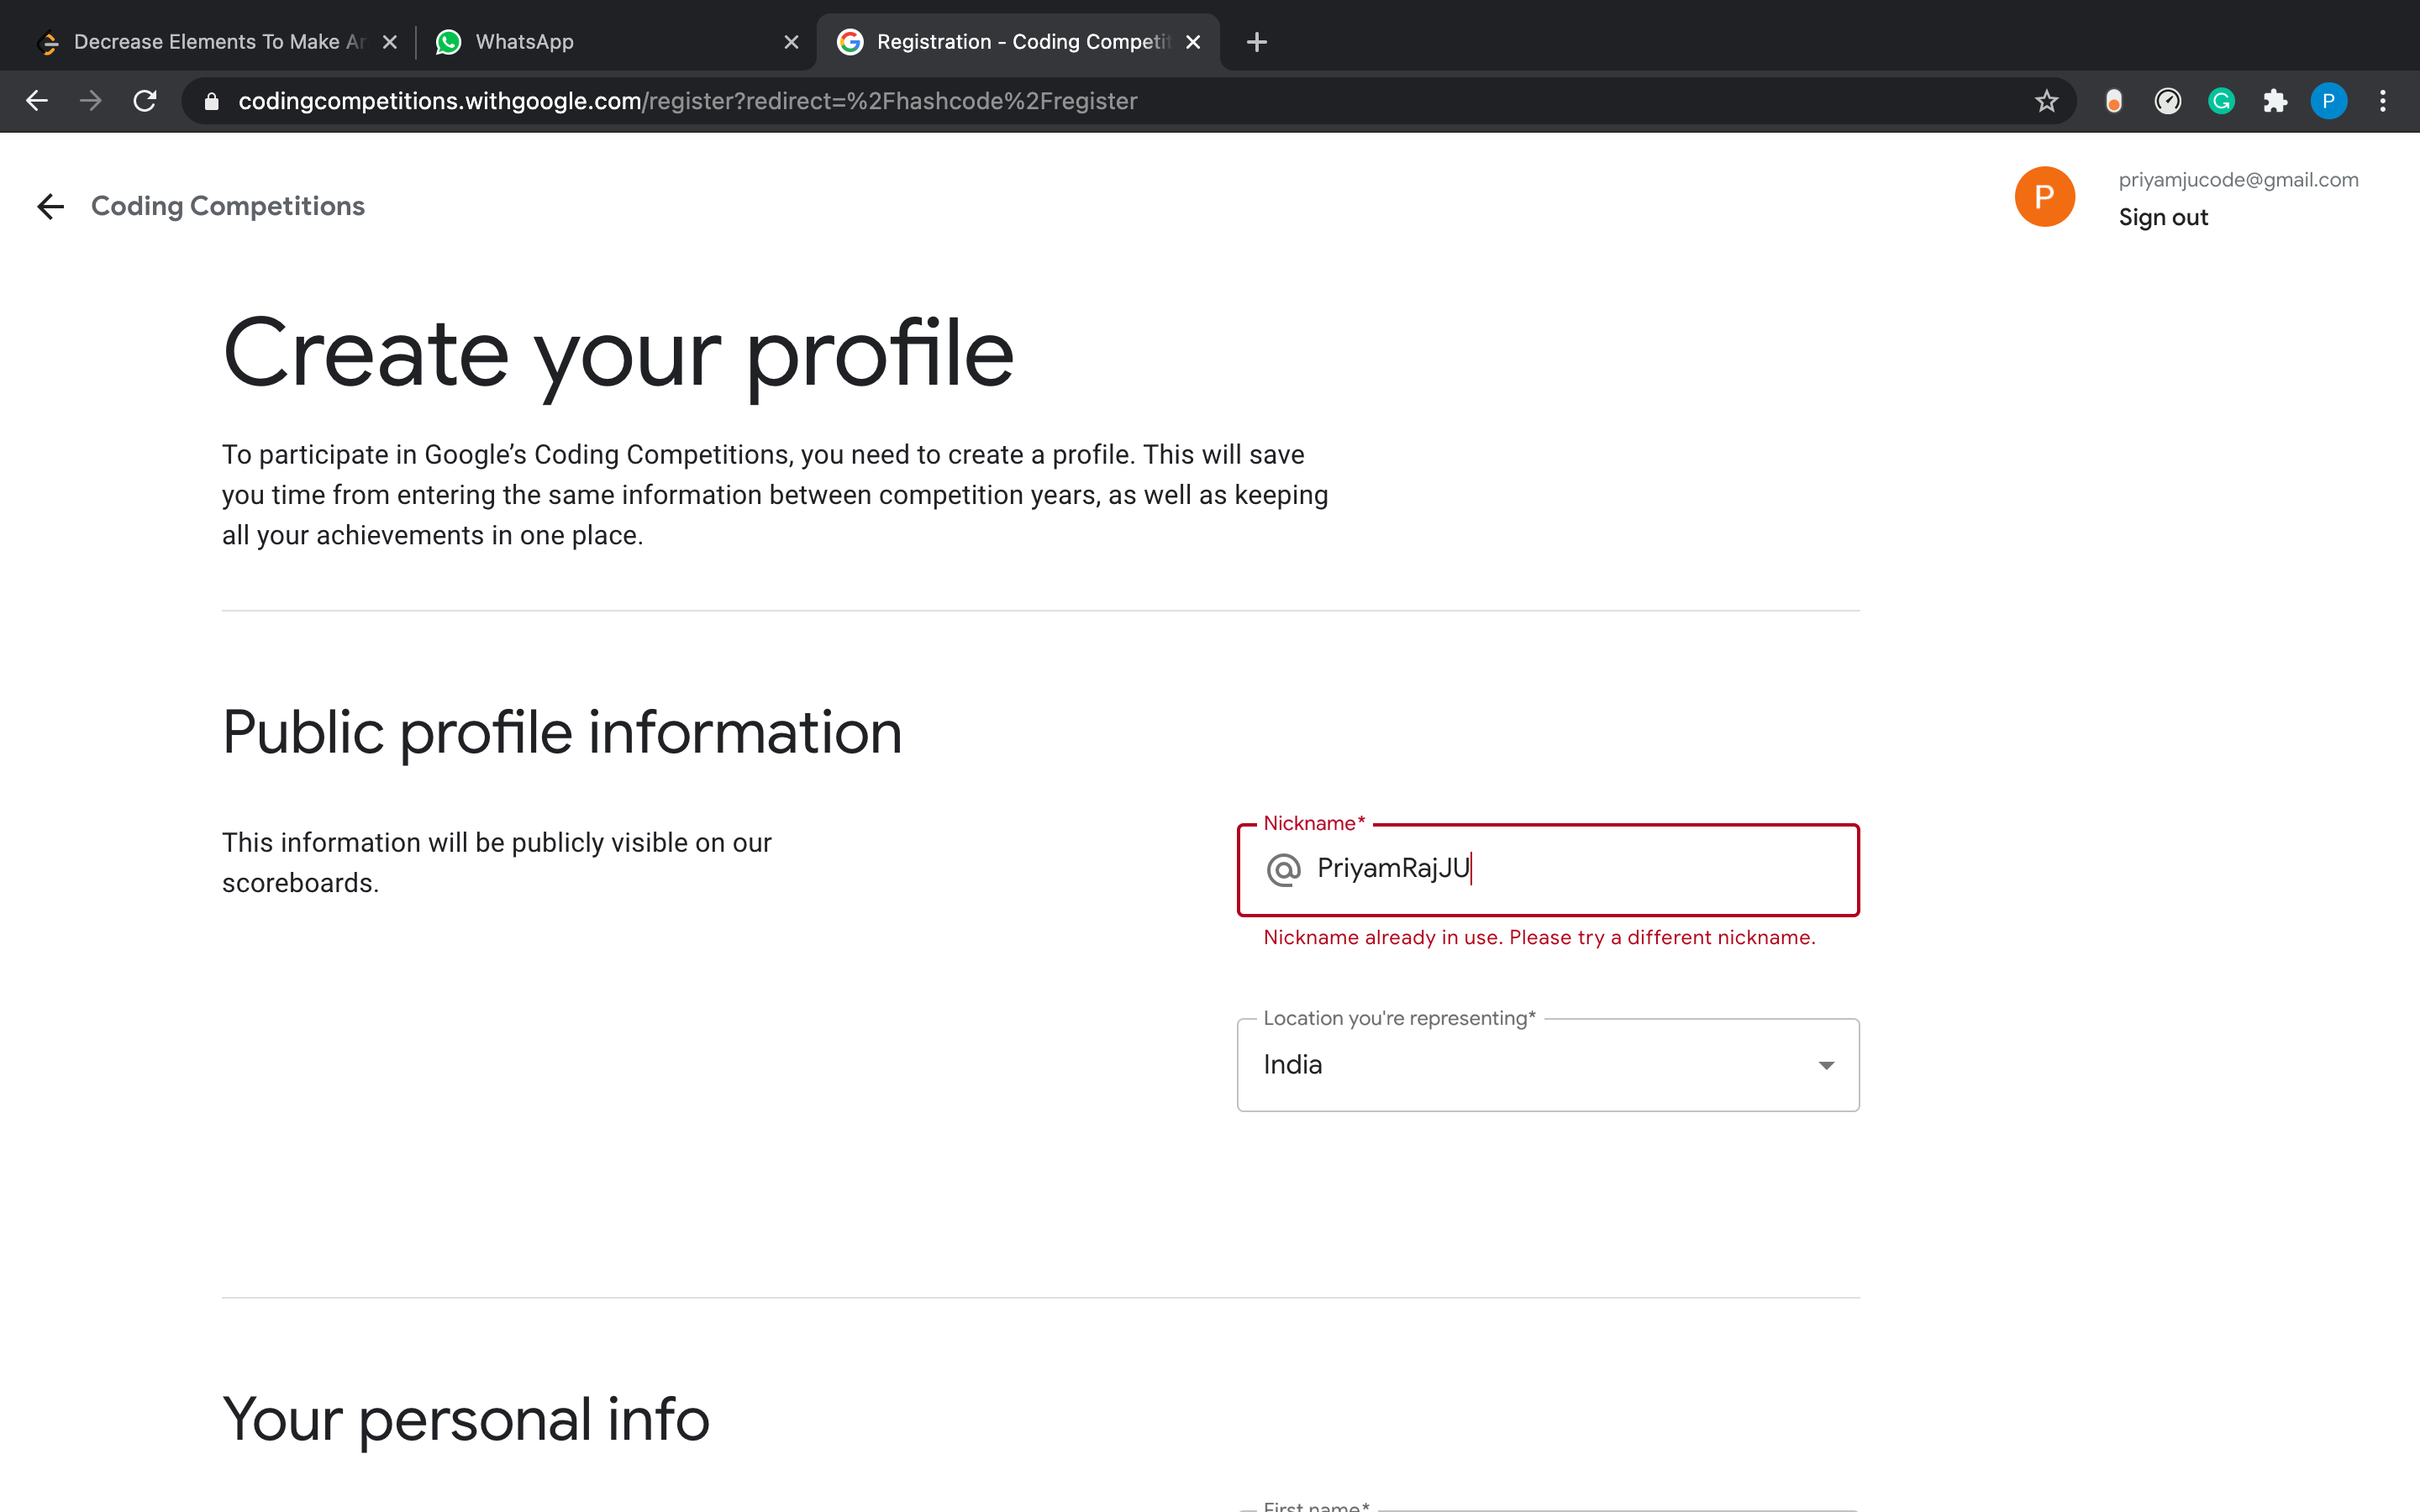 Decrease Elements To Make Ar
WhatsApp
Registration - Coding Competit
codingcompetitions.withgoogle.com/register?redirect=%2Fhashcode%2Fregister
P
Coding Competitions
P
priyamjucode@gmail.com
Sign out
Create your profile
To participate in Google’s Coding Competitions, you need to create a profile. This will save
you time from entering the same information between competition years, as well as keeping
all your achievements in one place.
Public profile information
This information will be publicly visible on our
scoreboards.
Nickname*
@ PriyamRajJU
Nickname already in use. Please try a different nickname.
Location you're representing*
India
Your personal info
First name*